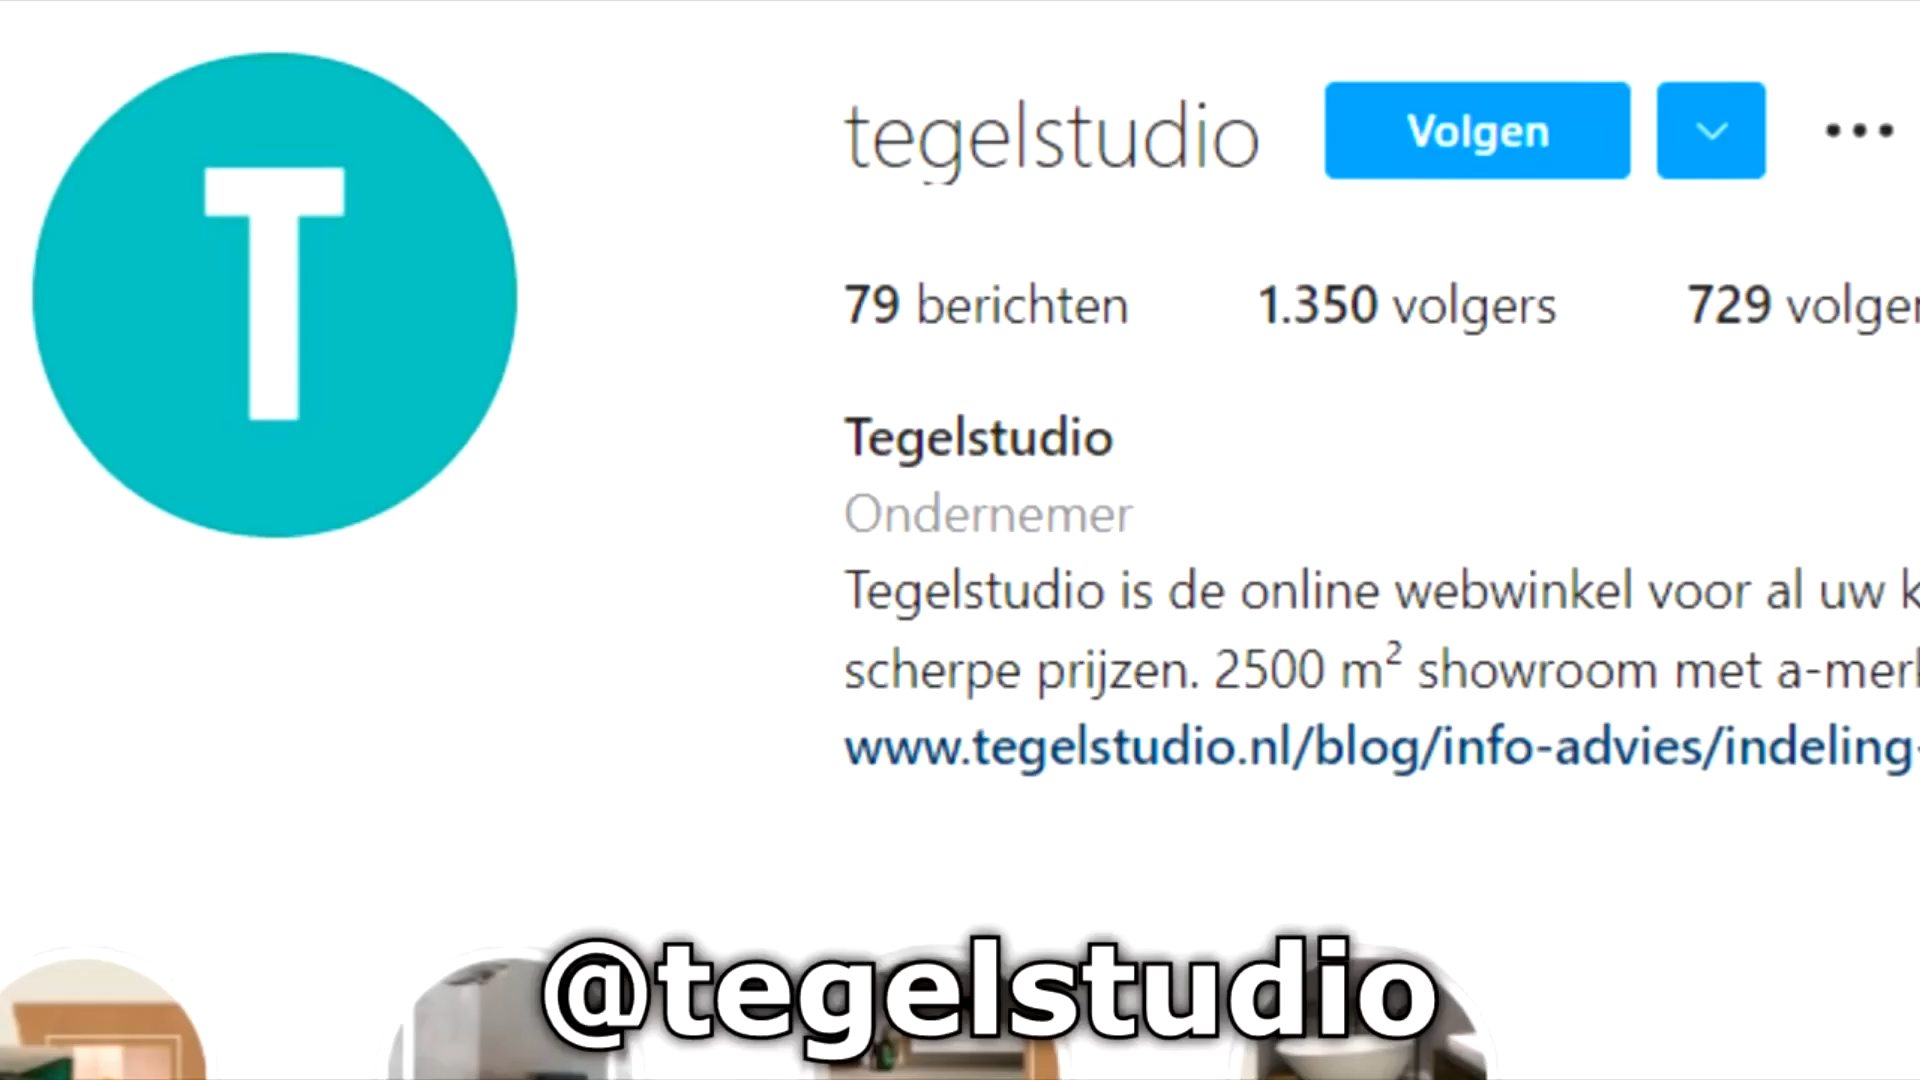 T
tegelstudio Volgen
79 berichten 1.350 volgers 729
Tegelstudio
Ondernemer
Tegelstudio is de online webwinkel voor al uw
scherpe prijzen. 2500 m² showroom met
www.tegelstudio.nl/blog/info-advies/indeling-
@tegelstudio